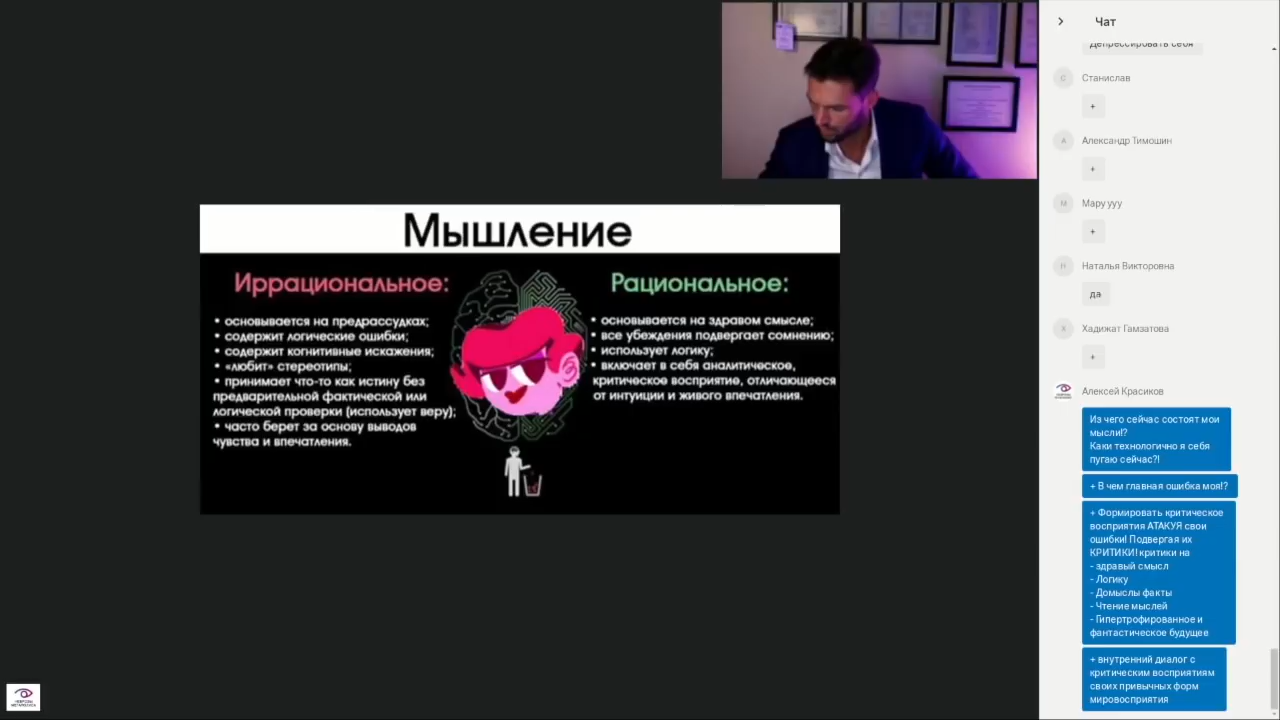 Мышление
Иррациональное:
• основывается на предрассудках;
• содержит логические ошибки;
• содержит когнитивные искажения;
• «любит» стереотипы;
• принимает что-то как истину без
предварительной фактической или
логической проверки (использует веру);
• часто берет за основу выводов
чувства и впечатления.
Рациональное:
• основывается на здравом смысле;
• все убеждения подвергает сомнению;
• использует логику;
• включает в себя аналитическое,
критическое восприятие, отличающееся
от интуиции и живого впечатления.
Чат
Депрессировать себя
С
Станислав
+
А
Александр Тимошин
+
М
Мару ууу
+
Н
Наталья Викторовна
да
Х
Хадижат Гамзатова
+
Алексей Красиков
Из чего сейчас состоят мои
мысли!?
Каки технологично я себя
пугаю сейчас?!
+ В чем главная ошибка моя!?
+ Формировать критическое
восприятия АТАКУЯ свои
ошибки! Подвергая их
КРИТИКИ! критики на
- здравый смысл
- Логику
- Домыслы факты
- Чтение мыслей
- Гипертрофированное и
фантастическое будущее
+ внутренний диалог с
критическим восприятиям
своих привычных форм
мировосприятия